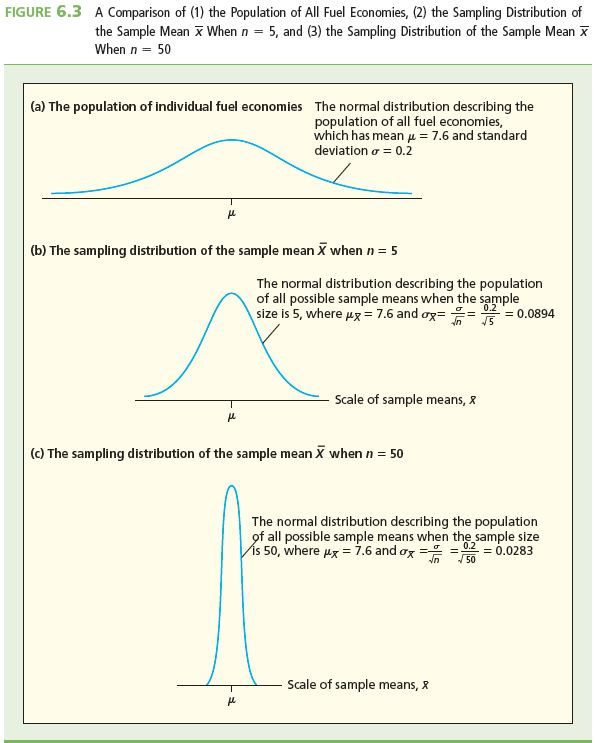 FIGURE 6.3 A Comparison of (1) the Population of All Fuel Economies, (2) the Sampling Distribution of
the Sample Mean x̅ When n = 5, and (3) the Sampling Distribution of the Sample Mean x̅
When n = 50
(a) The population of individual fuel economies
The normal distribution describing the
population of all fuel economies,
which has mean μ = 7.6 and standard
deviation σ = 0.2
μ
(b) The sampling distribution of the sample mean X̅ when n = 5
The normal distribution describing the population
of all possible sample means when the sample
size is 5, where μx̅ = 7.6 and σx̅= σ/√n = 0.2/√5 = 0.0894
Scale of sample means, x̅
μ
(c) The sampling distribution of the sample mean X̅ when n = 50
The normal distribution describing the population
of all possible sample means when the sample size
is 50, where μx̅ = 7.6 and σx̅ = σ/√n = 0.2/√50 = 0.0283
Scale of sample means, x̅
μ